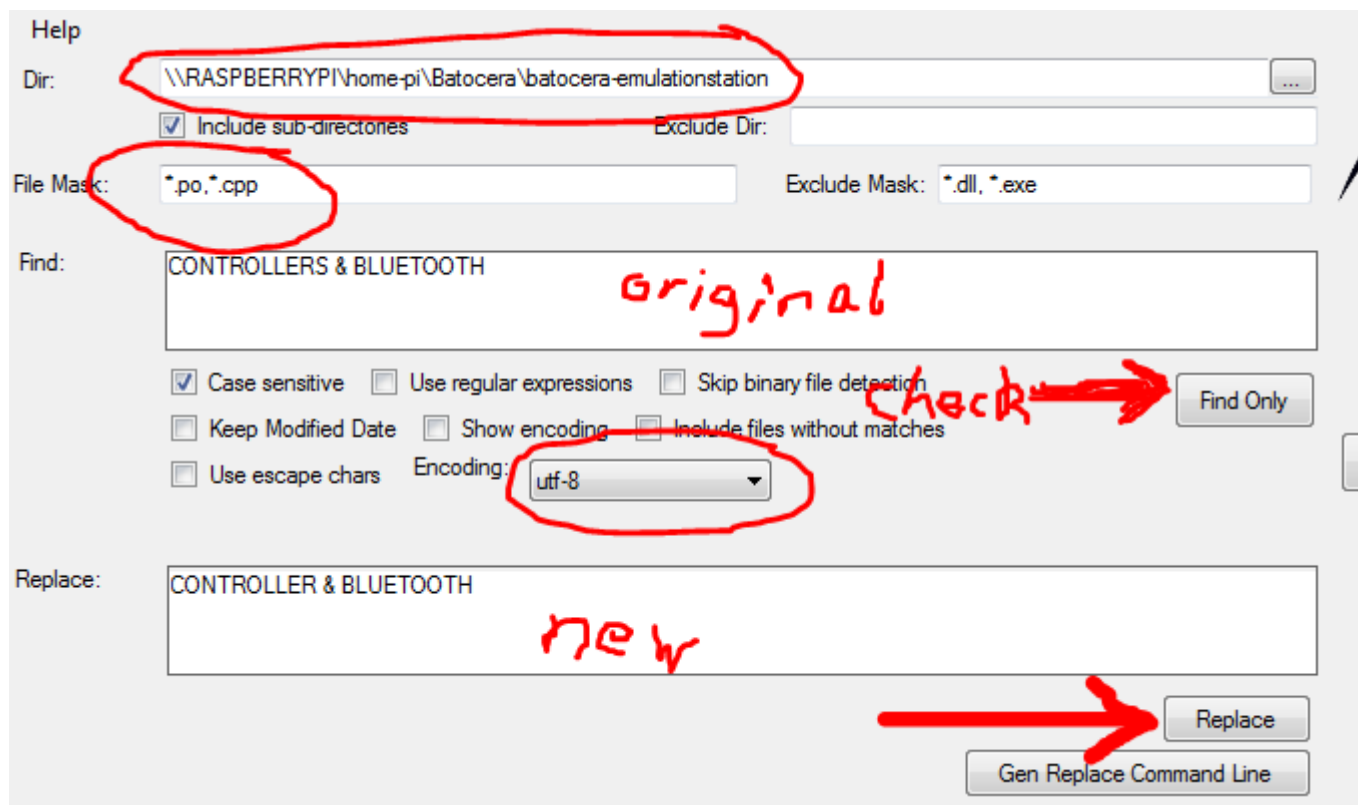 Help
Dir: \\RASPBERRYPI\home-pi\Batocera\batocera-emulationstation ...
Include sub-directories Exclude Dir:
File Mask: *.po,*.cpp Exclude Mask: *.dll, *.exe
Find: CONTROLLERS & BLUETOOTH
original
Case sensitive Use regular expressions Skip binary file detection
check Find Only
Keep Modified Date Show encoding Include files without matches
Use escape chars Encoding: utf-8
Replace: CONTROLLER & BLUETOOTH
new
Replace
Gen Replace Command Line